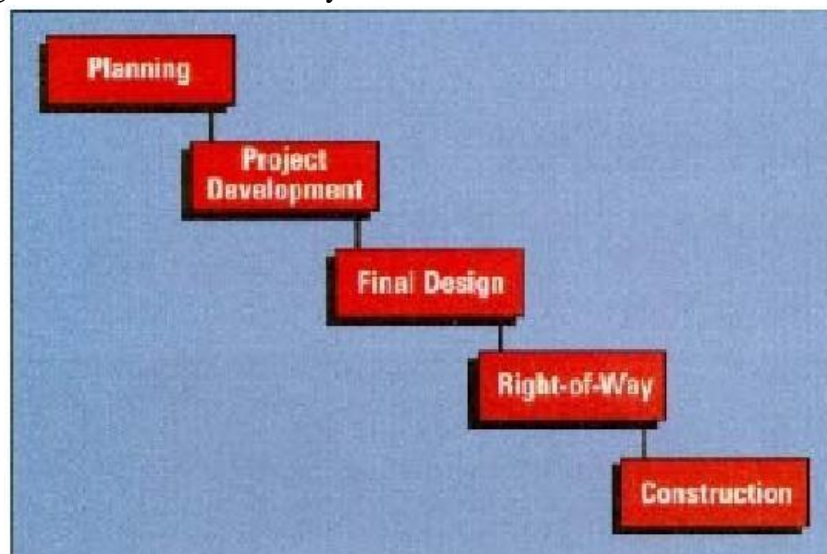 Planning
Project
Development
Final Design
Right-of-Way
Construction